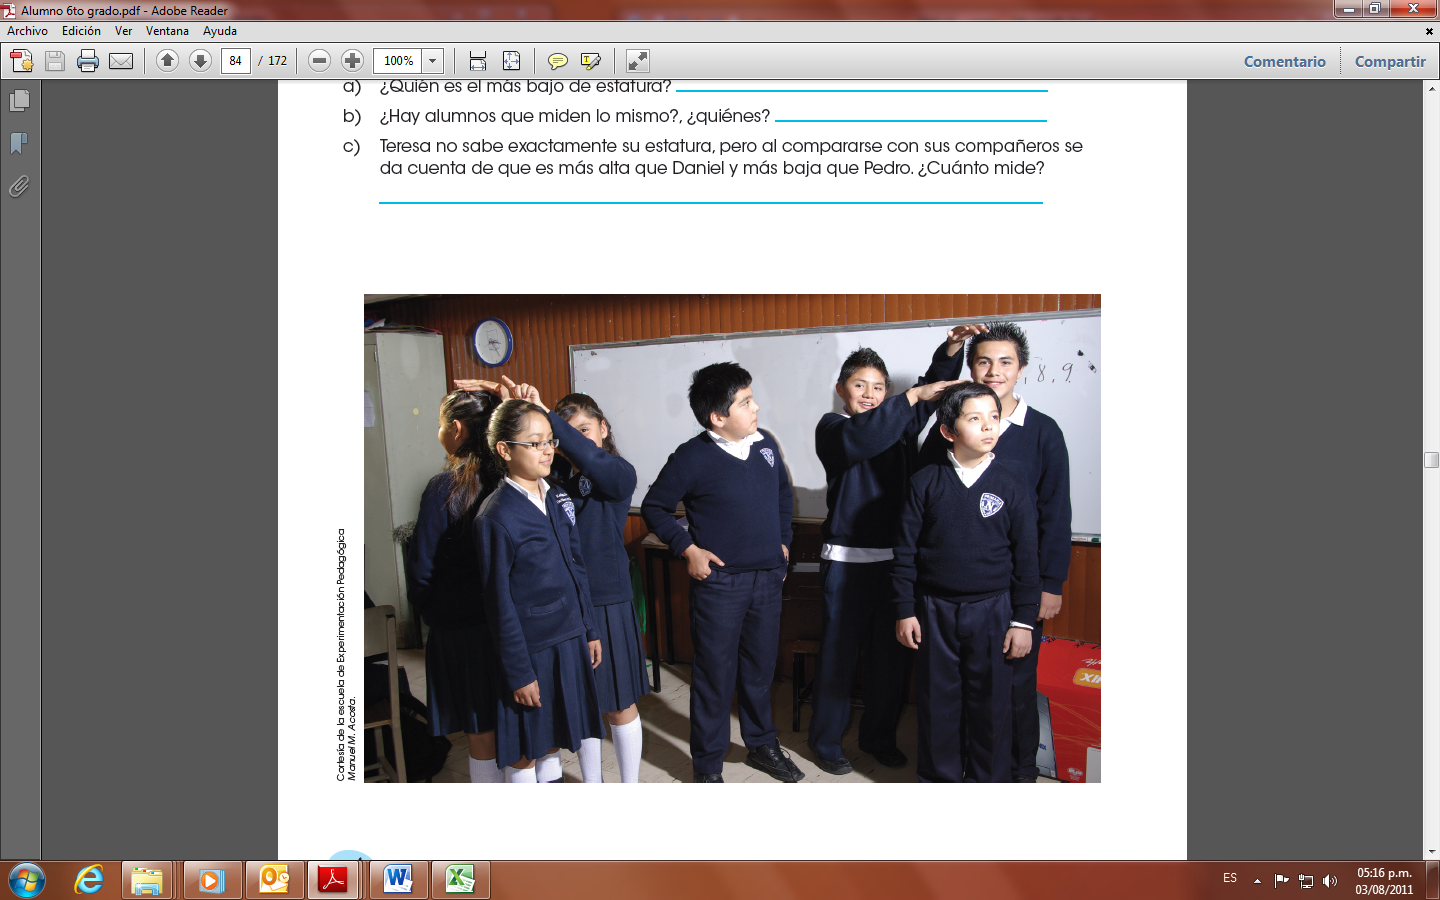 Alumno 6to grado.pdf - Adobe Reader
Archivo Edición Ver Ventana Ayuda
84 / 172 100% Comentario Compartir
a) ¿Quién es el más bajo de estatura?
b) ¿Hay alumnos que miden lo mismo?, ¿quiénes?
c) Teresa no sabe exactamente su estatura, pero al compararse con sus compañeros se
da cuenta de que es más alta que Daniel y más baja que Pedro. ¿Cuánto mide?
, 8, 9
Cortesía de la escuela de Experimentación Pedagógica
Manuel M. Acosta.
ES 05:16 p.m.
03/08/2011